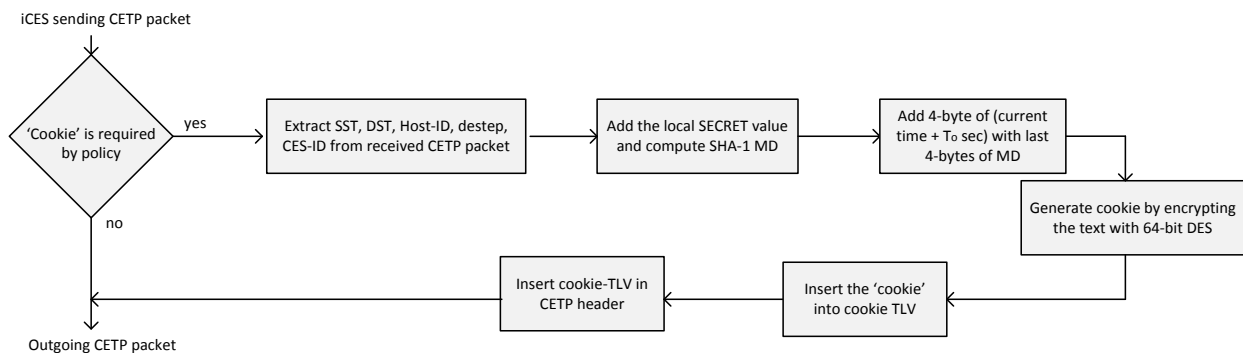 iCES sending CETP packet
‘Cookie’ is required
by policy
yes
no
Extract SST, DST, Host-ID, destep,
CES-ID from received CETP packet
Add the local SECRET value
and compute SHA-1 MD
Add 4-byte of (current
time + T₀ sec) with last
4-bytes of MD
Generate cookie by encrypting
the text with 64-bit DES
Insert the ‘cookie’
into cookie TLV
Insert cookie-TLV in
CETP header
Outgoing CETP packet